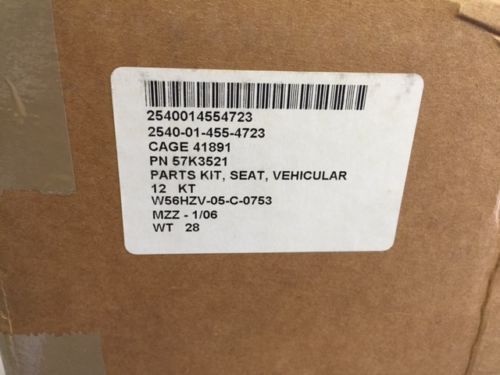 2540014554723
2540-01-455-4723
CAGE 41891
PN 57K3521
PARTS KIT, SEAT, VEHICULAR
12 KT
W56HZV-05-C-0753
MZZ - 1/06
WT 28